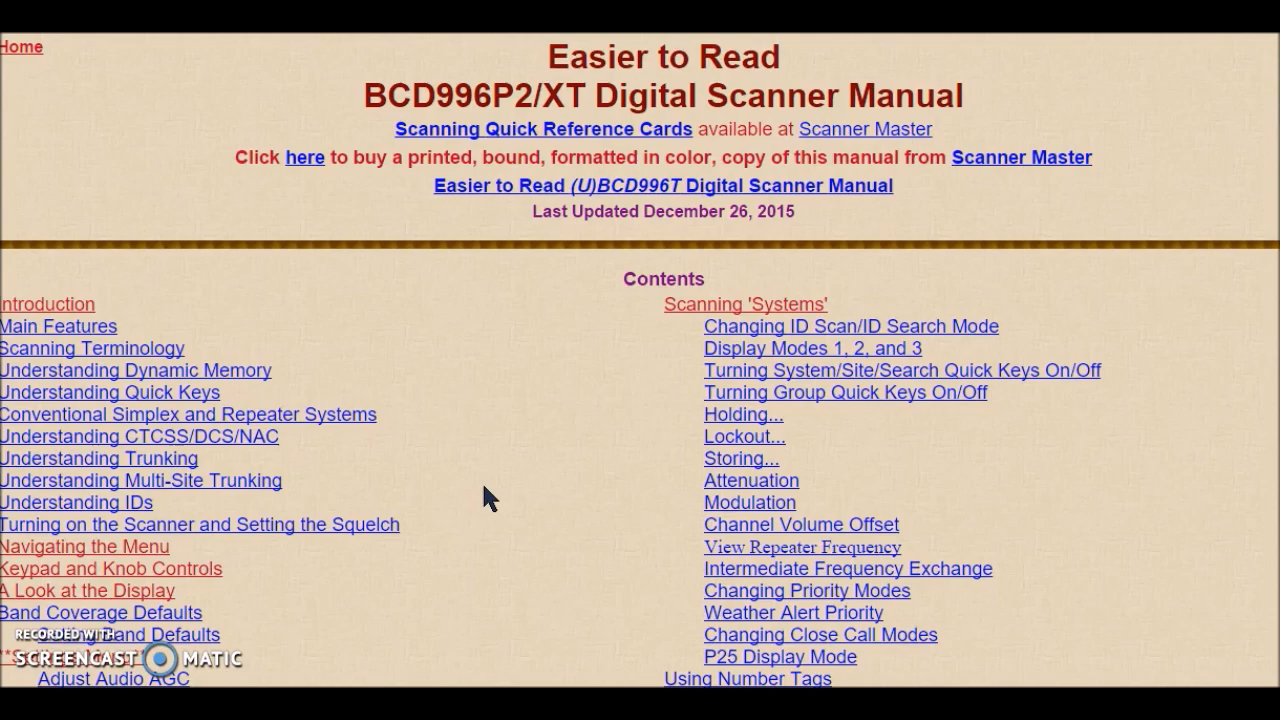 Home
Easier to Read
BCD996P2/XT Digital Scanner Manual
Scanning Quick Reference Cards available at Scanner Master
Click here to buy a printed, bound, formatted in color, copy of this manual from Scanner Master
Easier to Read (U)BCD996T Digital Scanner Manual
Last Updated December 26, 2015
Contents
ntroduction
Main Features
Scanning Terminology
Understanding Dynamic Memory
Understanding Quick Keys
Conventional Simplex and Repeater Systems
Understanding CTCSS/DCS/NAC
Understanding Trunking
Understanding Multi-Site Trunking
Understanding IDs
Turning on the Scanner and Setting the Squelch
Navigating the Menu
Keypad and Knob Controls
A Look at the Display
Band Coverage Defaults
Band Defaults
Adjust Audio AGC
Scanning 'Systems'
Changing ID Scan/ID Search Mode
Display Modes 1, 2, and 3
Turning System/Site/Search Quick Keys On/Off
Turning Group Quick Keys On/Off
Holding...
Lockout...
Storing...
Attenuation
Modulation
Channel Volume Offset
View Repeater Frequency
Intermediate Frequency Exchange
Changing Priority Modes
Weather Alert Priority
Changing Close Call Modes
P25 Display Mode
Using Number Tags
RECORDED WITH
SCREENCAST MATIC